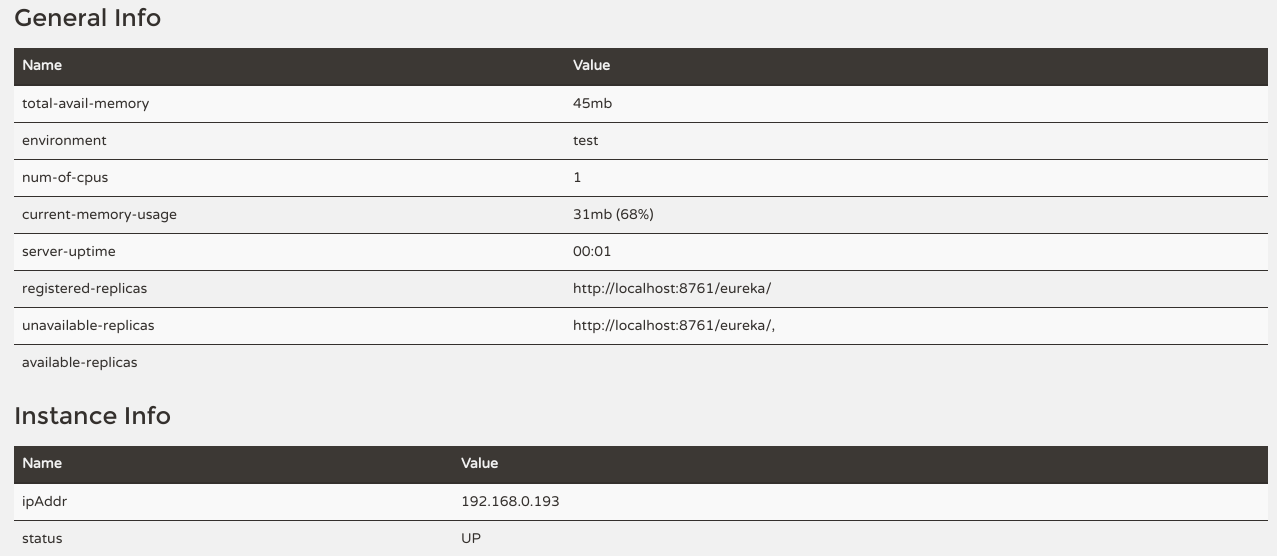 General Info
Name Value
total-avail-memory 45mb
environment test
num-of-cpus 1
current-memory-usage 31mb (68%)
server-uptime 00:01
registered-replicas http://localhost:8761/eureka/
unavailable-replicas http://localhost:8761/eureka/,
available-replicas
Instance Info
Name Value
ipAddr 192.168.0.193
status UP